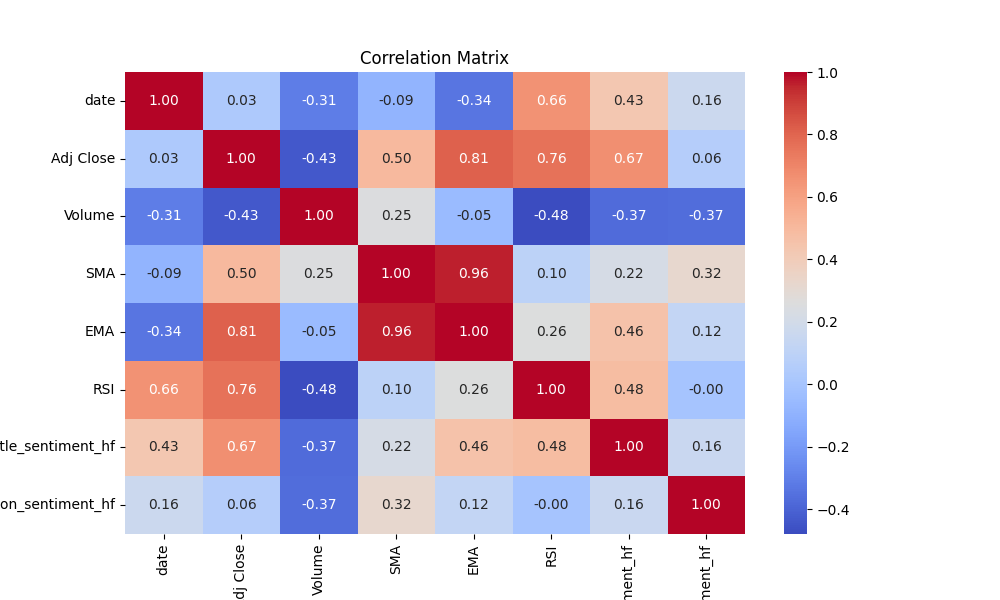 Correlation Matrix
date 1.00 0.03 -0.31 -0.09 -0.34 0.66 0.43 0.16
Adj Close 0.03 1.00 -0.43 0.50 0.81 0.76 0.67 0.06
Volume -0.31 -0.43 1.00 0.25 -0.05 -0.48 -0.37 -0.37
SMA -0.09 0.50 0.25 1.00 0.96 0.10 0.22 0.32
EMA -0.34 0.81 -0.05 0.96 1.00 0.26 0.46 0.12
RSI 0.66 0.76 -0.48 0.10 0.26 1.00 0.48 -0.00
tle_sentiment_hf 0.43 0.67 -0.37 0.22 0.46 0.48 1.00 0.16
on_sentiment_hf 0.16 0.06 -0.37 0.32 0.12 -0.00 0.16 1.00
date
dj Close
Volume
SMA
EMA
RSI
ment_hf
ment_hf
1.0
0.8
0.6
0.4
0.2
0.0
−0.2
−0.4